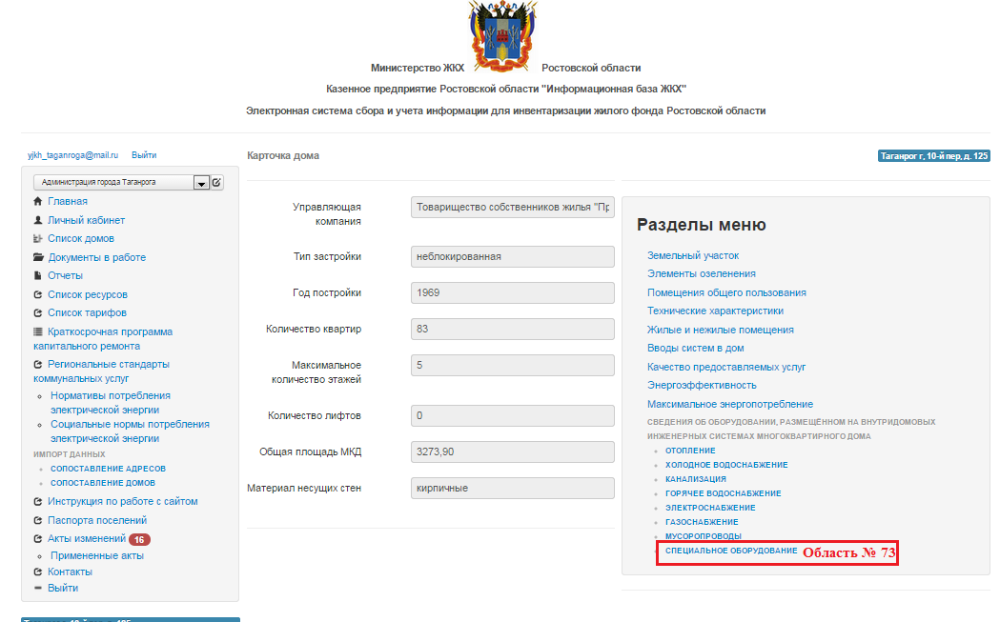 Министерство ЖКХ Ростовской области
Казенное предприятие Ростовской области "Информационная база ЖКХ"
Электронная система сбора и учета информации для инвентаризации жилого фонда Ростовской области
yjkh_taganroga@mail.ru Выйти
Администрация города Таганрога
Главная
Личный кабинет
Список домов
Документы в работе
Отчеты
Список ресурсов
Список тарифов
Краткосрочная программа
капитального ремонта
Региональные стандарты
коммунальных услуг
Нормативы потребления
электрической энергии
Социальные нормы потребления
электрической энергии
ИМПОРТ ДАННЫХ
СОПОСТАВЛЕНИЕ АДРЕСОВ
СОПОСТАВЛЕНИЕ ДОМОВ
Инструкция по работе с сайтом
Паспорта поселений
Акты изменений 16
Примененные акты
Контакты
Выйти
Карточка дома
Таганрог г, 10-й пер, д. 125
Управляющая
компания
Товарищество собственников жилья "Пр
Тип застройки
неблокированная
Год постройки
1969
Количество квартир
83
Максимальное
количество этажей
5
Количество лифтов
0
Общая площадь МКД
3273,90
Материал несущих стен
кирпичные
Разделы меню
Земельный участок
Элементы озеленения
Помещения общего пользования
Технические характеристики
Жилые и нежилые помещения
Вводы систем в дом
Качество предоставляемых услуг
Энергоэффективность
Максимальное энергопотребление
СВЕДЕНИЯ ОБ ОБОРУДОВАНИИ, РАЗМЕЩЁННОМ НА ВНУТРИДОМОВЫХ
ИНЖЕНЕРНЫХ СИСТЕМАХ МНОГОКВАРТИРНОГО ДОМА
ОТОПЛЕНИЕ
ХОЛОДНОЕ ВОДОСНАБЖЕНИЕ
КАНАЛИЗАЦИЯ
ГОРЯЧЕЕ ВОДОСНАБЖЕНИЕ
ЭЛЕКТРОСНАБЖЕНИЕ
ГАЗОСНАБЖЕНИЕ
МУСОРОПРОВОДЫ
СПЕЦИАЛЬНОЕ ОБОРУДОВАНИЕ Область № 73